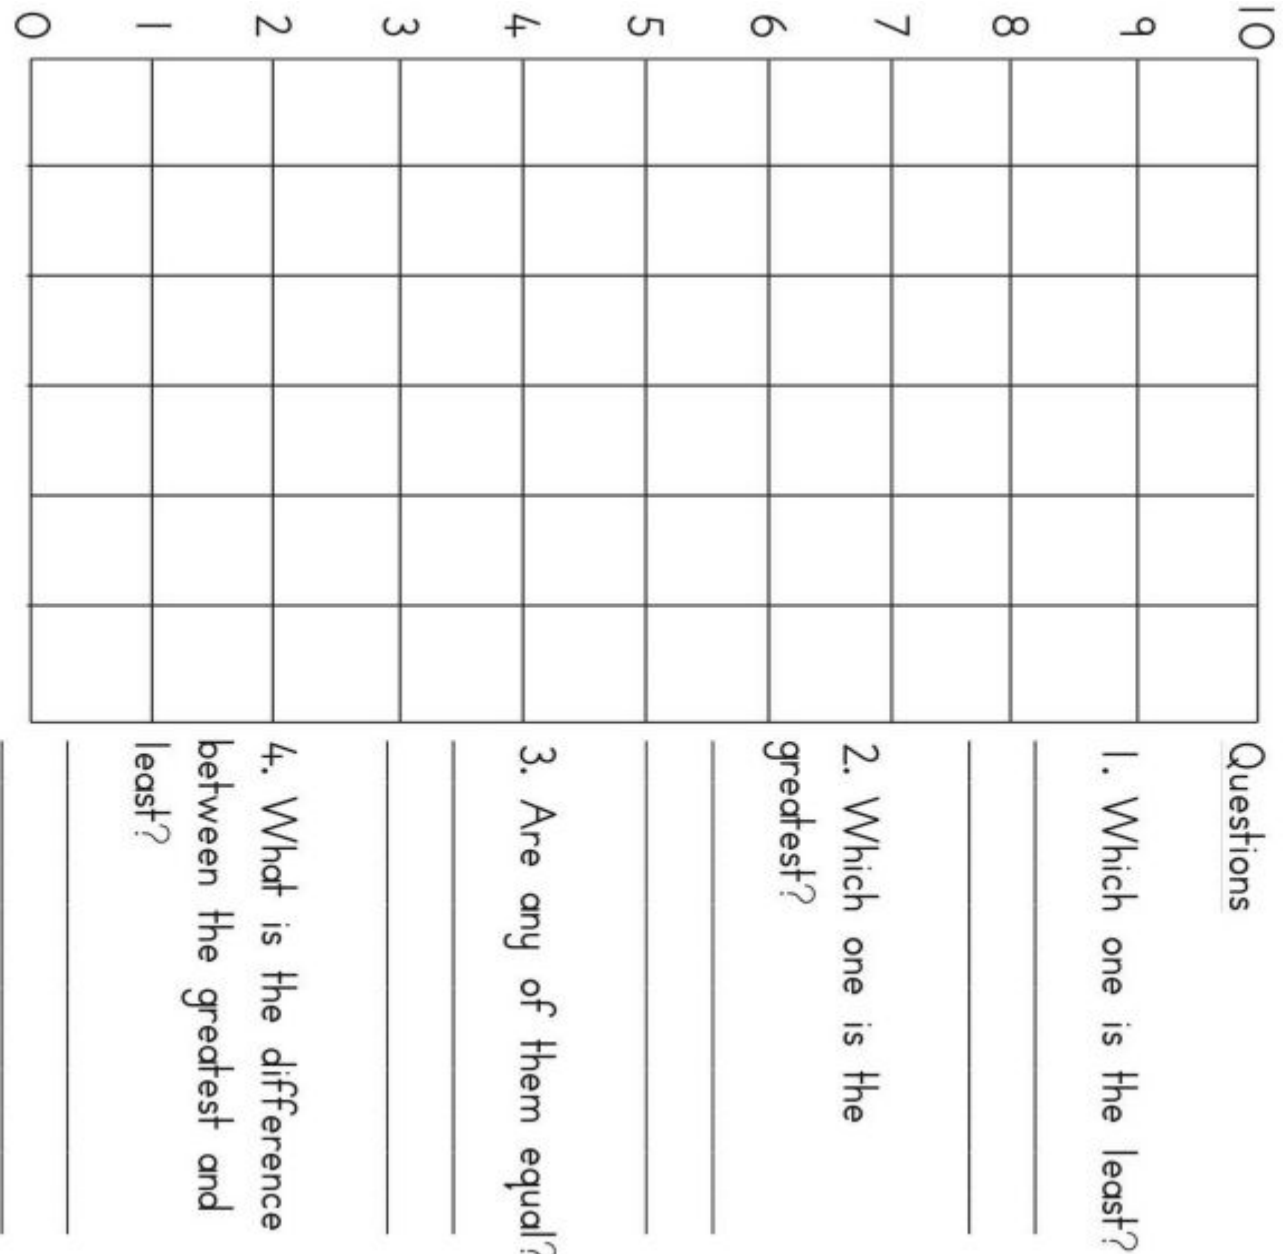 10
9
8
7
6
5
4
3
2
1
0
Questions
1. Which one is the least?
2. Which one is the
greatest?
3. Are any of them equal?
4. What is the difference
between the greatest and
least?